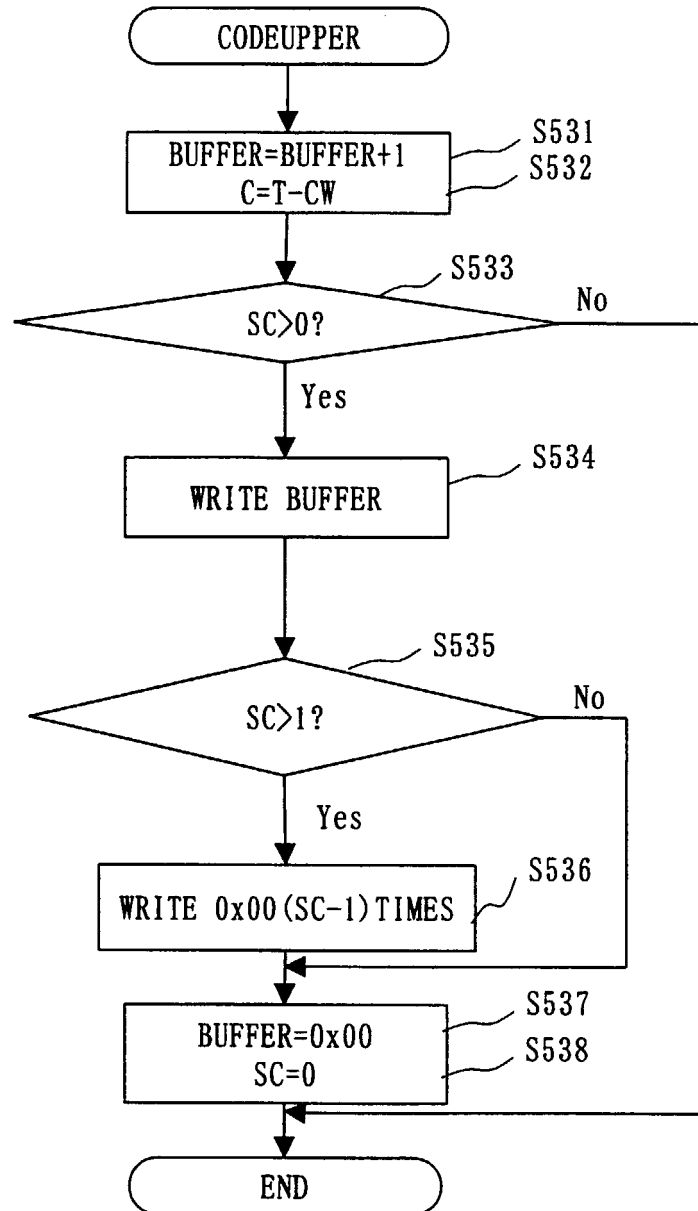 CODEUPPER
S531
BUFFER=BUFFER+1
S532
C=T-CW
S533
No
SC>0?
Yes
S534
WRITE BUFFER
S535
No
SC>1?
Yes
S536
WRITE 0x00(SC-1)TIMES
S537
BUFFER=0x00
S538
SC=0
END